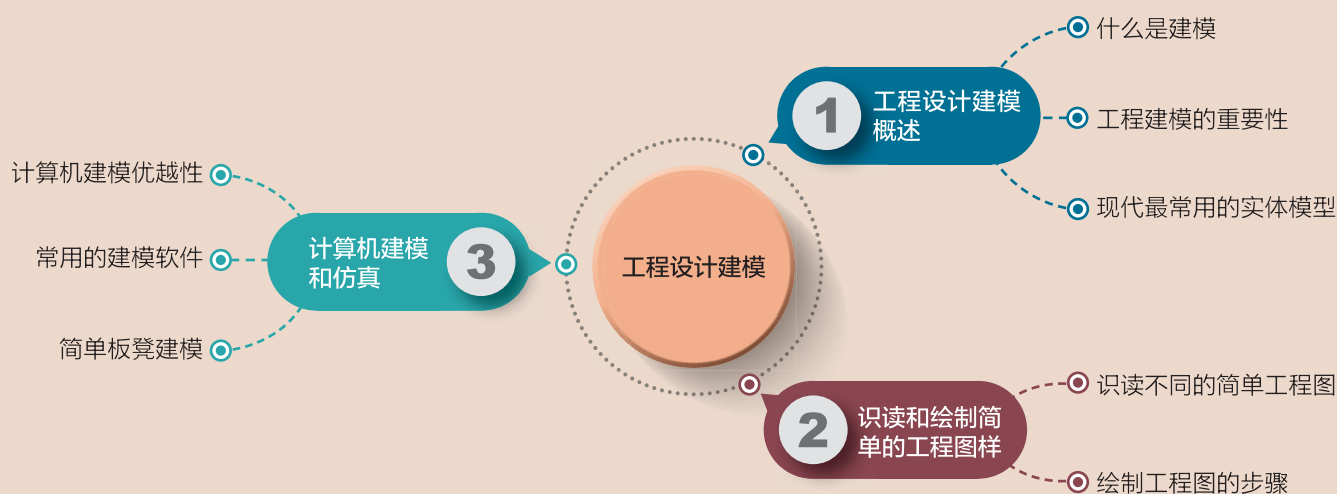 工程设计建模
1
工程设计建模
概述
什么是建模
工程建模的重要性
现代最常用的实体模型
2
识读和绘制简
单的工程图样
识读不同的简单工程图
绘制工程图的步骤
3
计算机建模
和仿真
计算机建模优越性
常用的建模软件
简单板凳建模